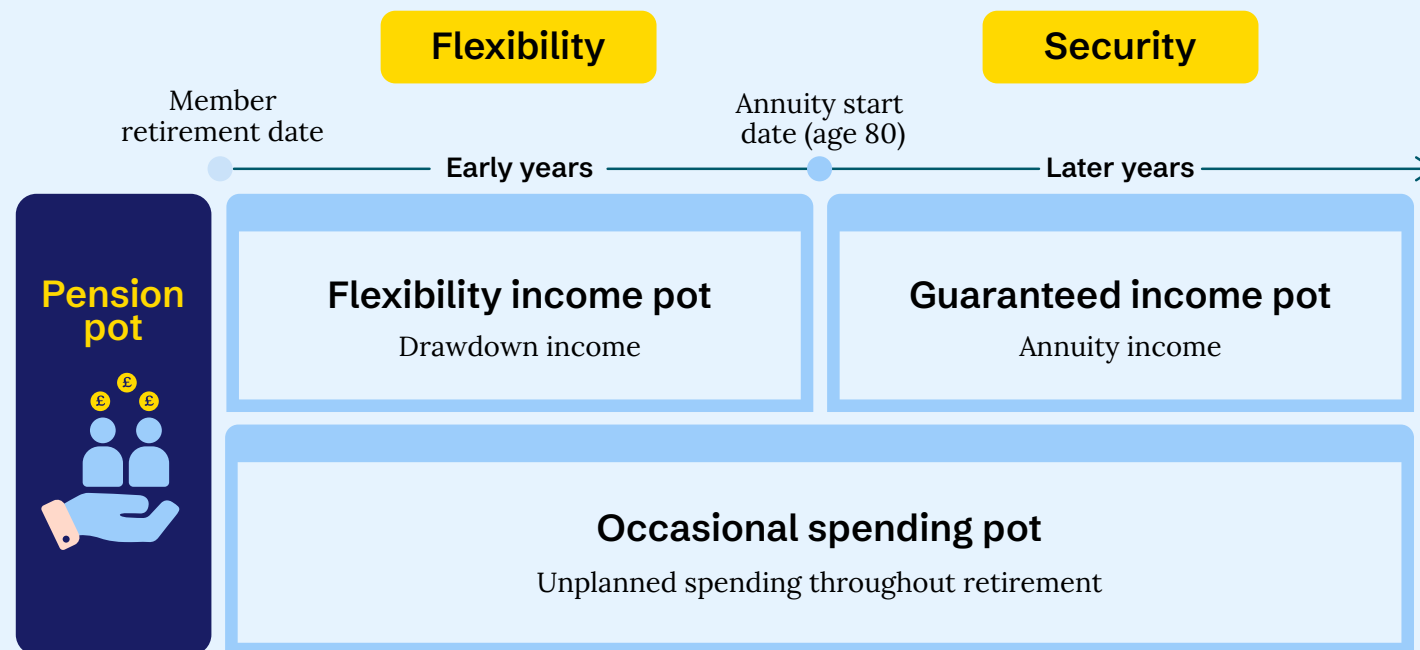 Flexibility
Security
Member
retirement date
Annuity start
date (age 80)
Early years
Later years
Pension
pot
£
£
£
Flexibility income pot
Drawdown income
Guaranteed income pot
Annuity income
Occasional spending pot
Unplanned spending throughout retirement